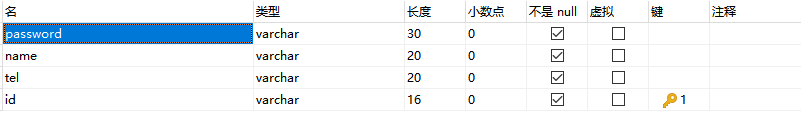 名 类型 长度 小数点 不是 null 虚拟 键 注释
password varchar 30 0
name varchar 20 0
tel varchar 20 0
id varchar 16 0 1